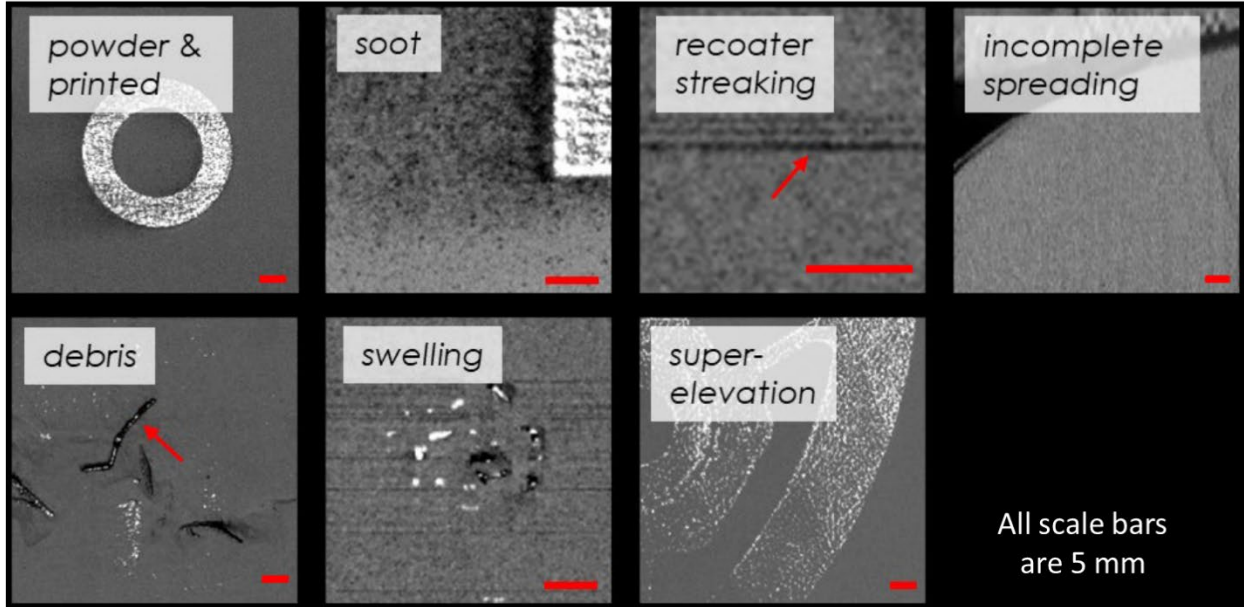 powder &
printed
soot
recoater
streaking
incomplete
spreading
debris
swelling
super-
elevation
All scale bars
are 5 mm